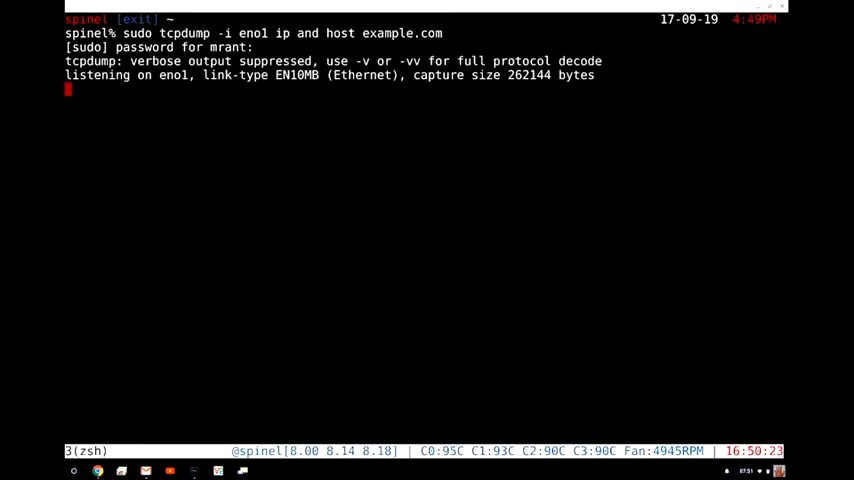 spinel [exit] ~ 17-09-19 4:49PM
spinel% sudo tcpdump -i eno1 ip and host example.com
[sudo] password for mrant:
tcpdump: verbose output suppressed, use -v or -vv for full protocol decode
listening on eno1, link-type EN10MB (Ethernet), capture size 262144 bytes
3(zsh) @spinel[8.00 8.14 8.18] | C0:95C C1:93C C2:90C C3:90C Fan:4945RPM | 16:50:23
07:51